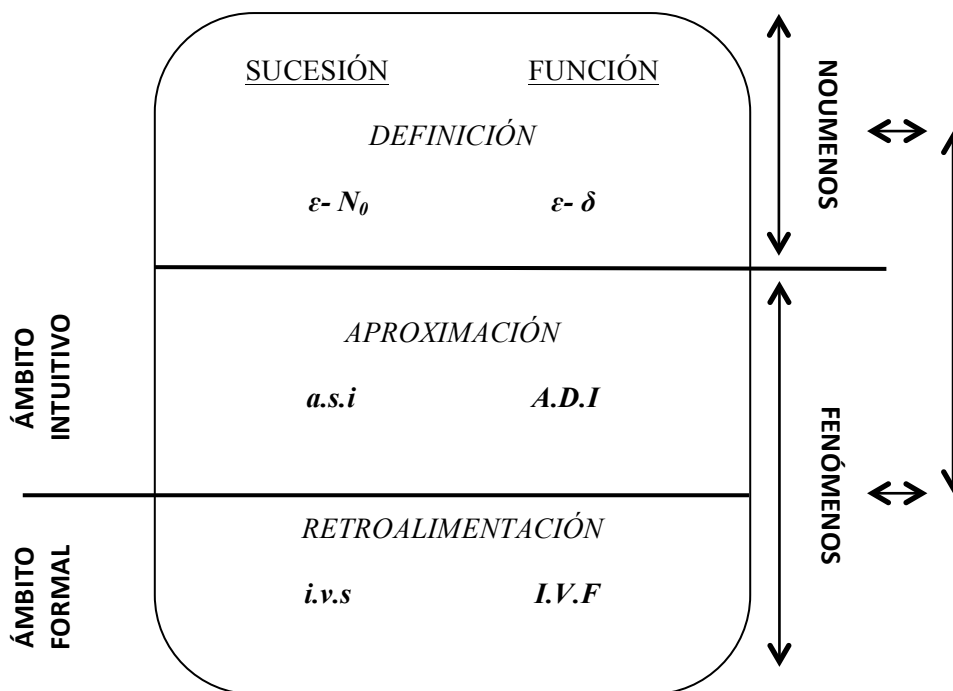 SUCESIÓN FUNCIÓN
DEFINICIÓN
ε- N₀ ε- δ
NOUMENOS
APROXIMACIÓN
a.s.i A.D.I
ÁMBITO
INTUITIVO
FENÓMENOS
RETROALIMENTACIÓN
i.v.s I.V.F
ÁMBITO
FORMAL